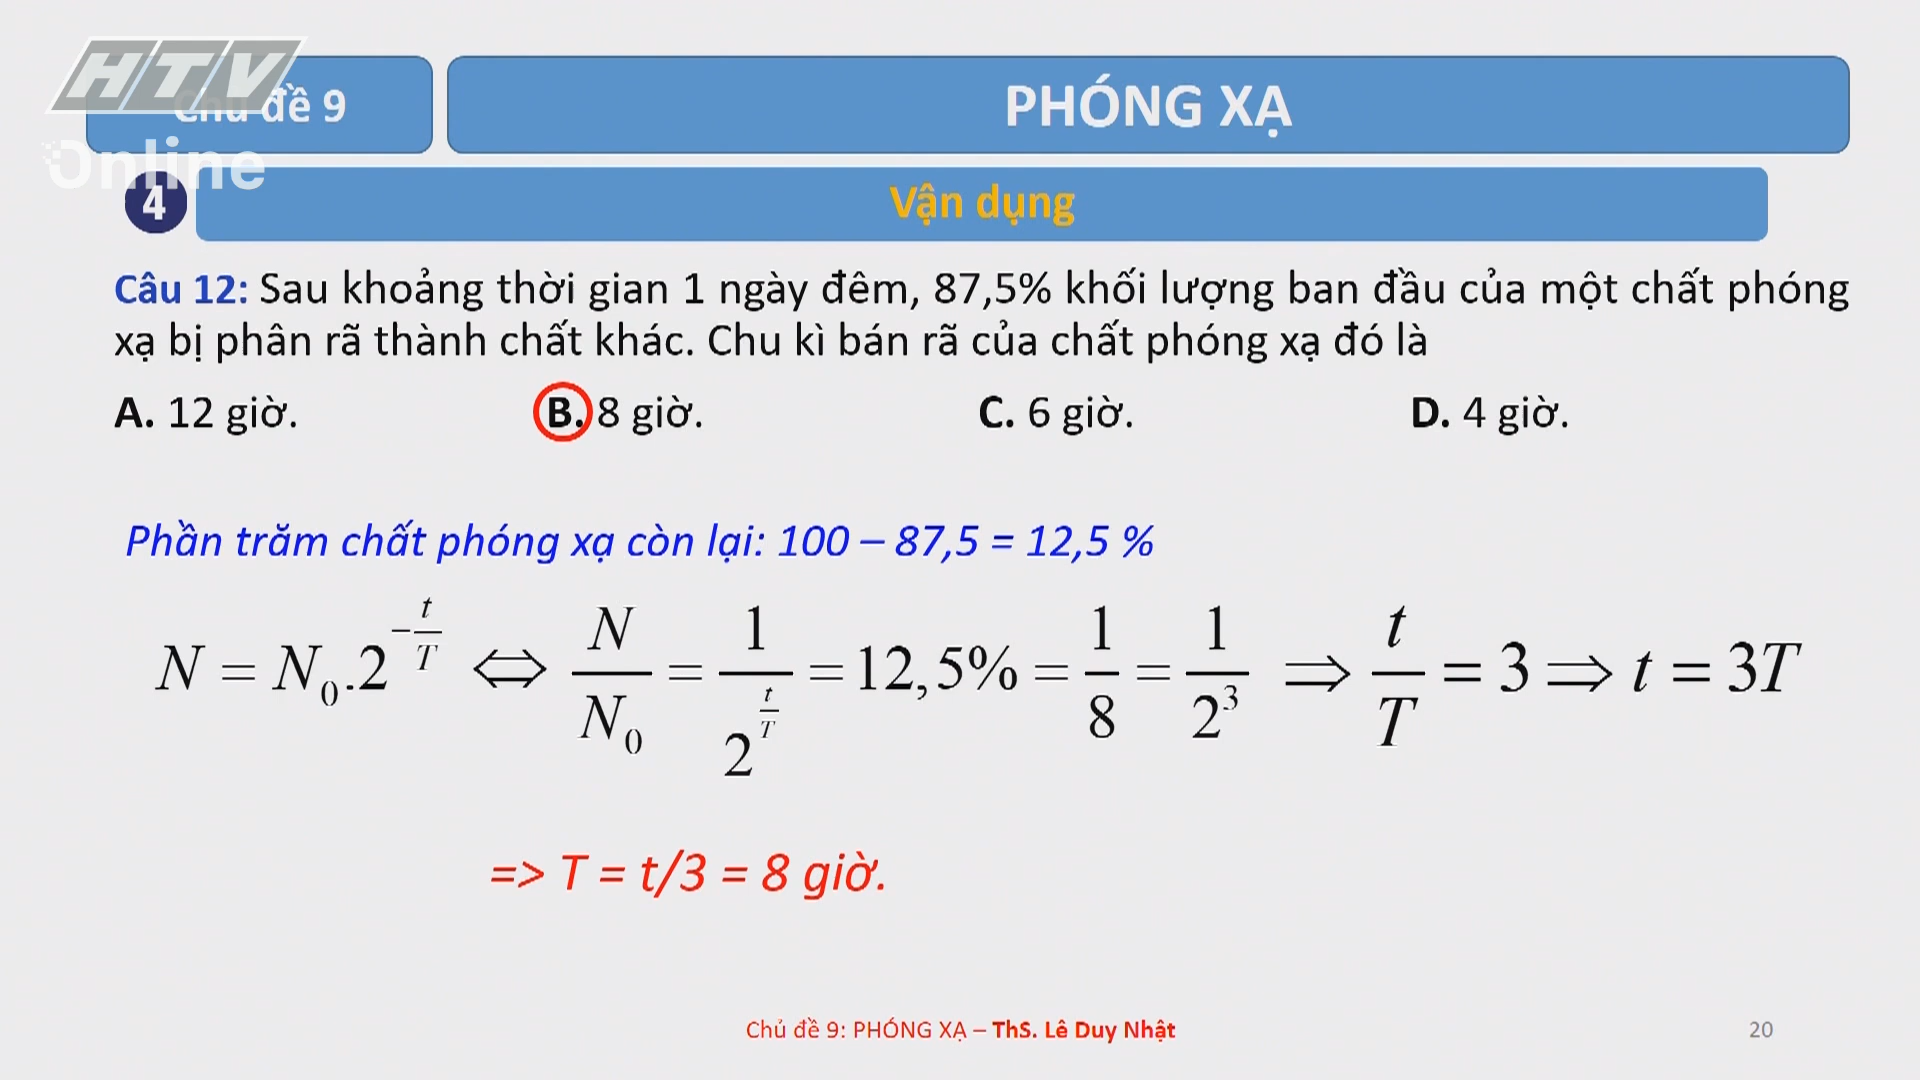 HTV
Online
Chủ đề 9
PHÓNG XẠ
4
Vận dụng
Câu 12: Sau khoảng thời gian 1 ngày đêm, 87,5% khối lượng ban đầu của một chất phóng
xạ bị phân rã thành chất khác. Chu kì bán rã của chất phóng xạ đó là
A. 12 giờ. B. 8 giờ. C. 6 giờ. D. 4 giờ.
Phần trăm chất phóng xạ còn lại: 100 – 87,5 = 12,5 %
N = N₀.2^(-t/T) ⇔ N/N₀ = 1/2^(t/T) = 12,5% = 1/8 = 1/2³ ⇒ t/T = 3 ⇒ t = 3T
=> T = t/3 = 8 giờ.
Chủ đề 9: PHÓNG XẠ – ThS. Lê Duy Nhật
20